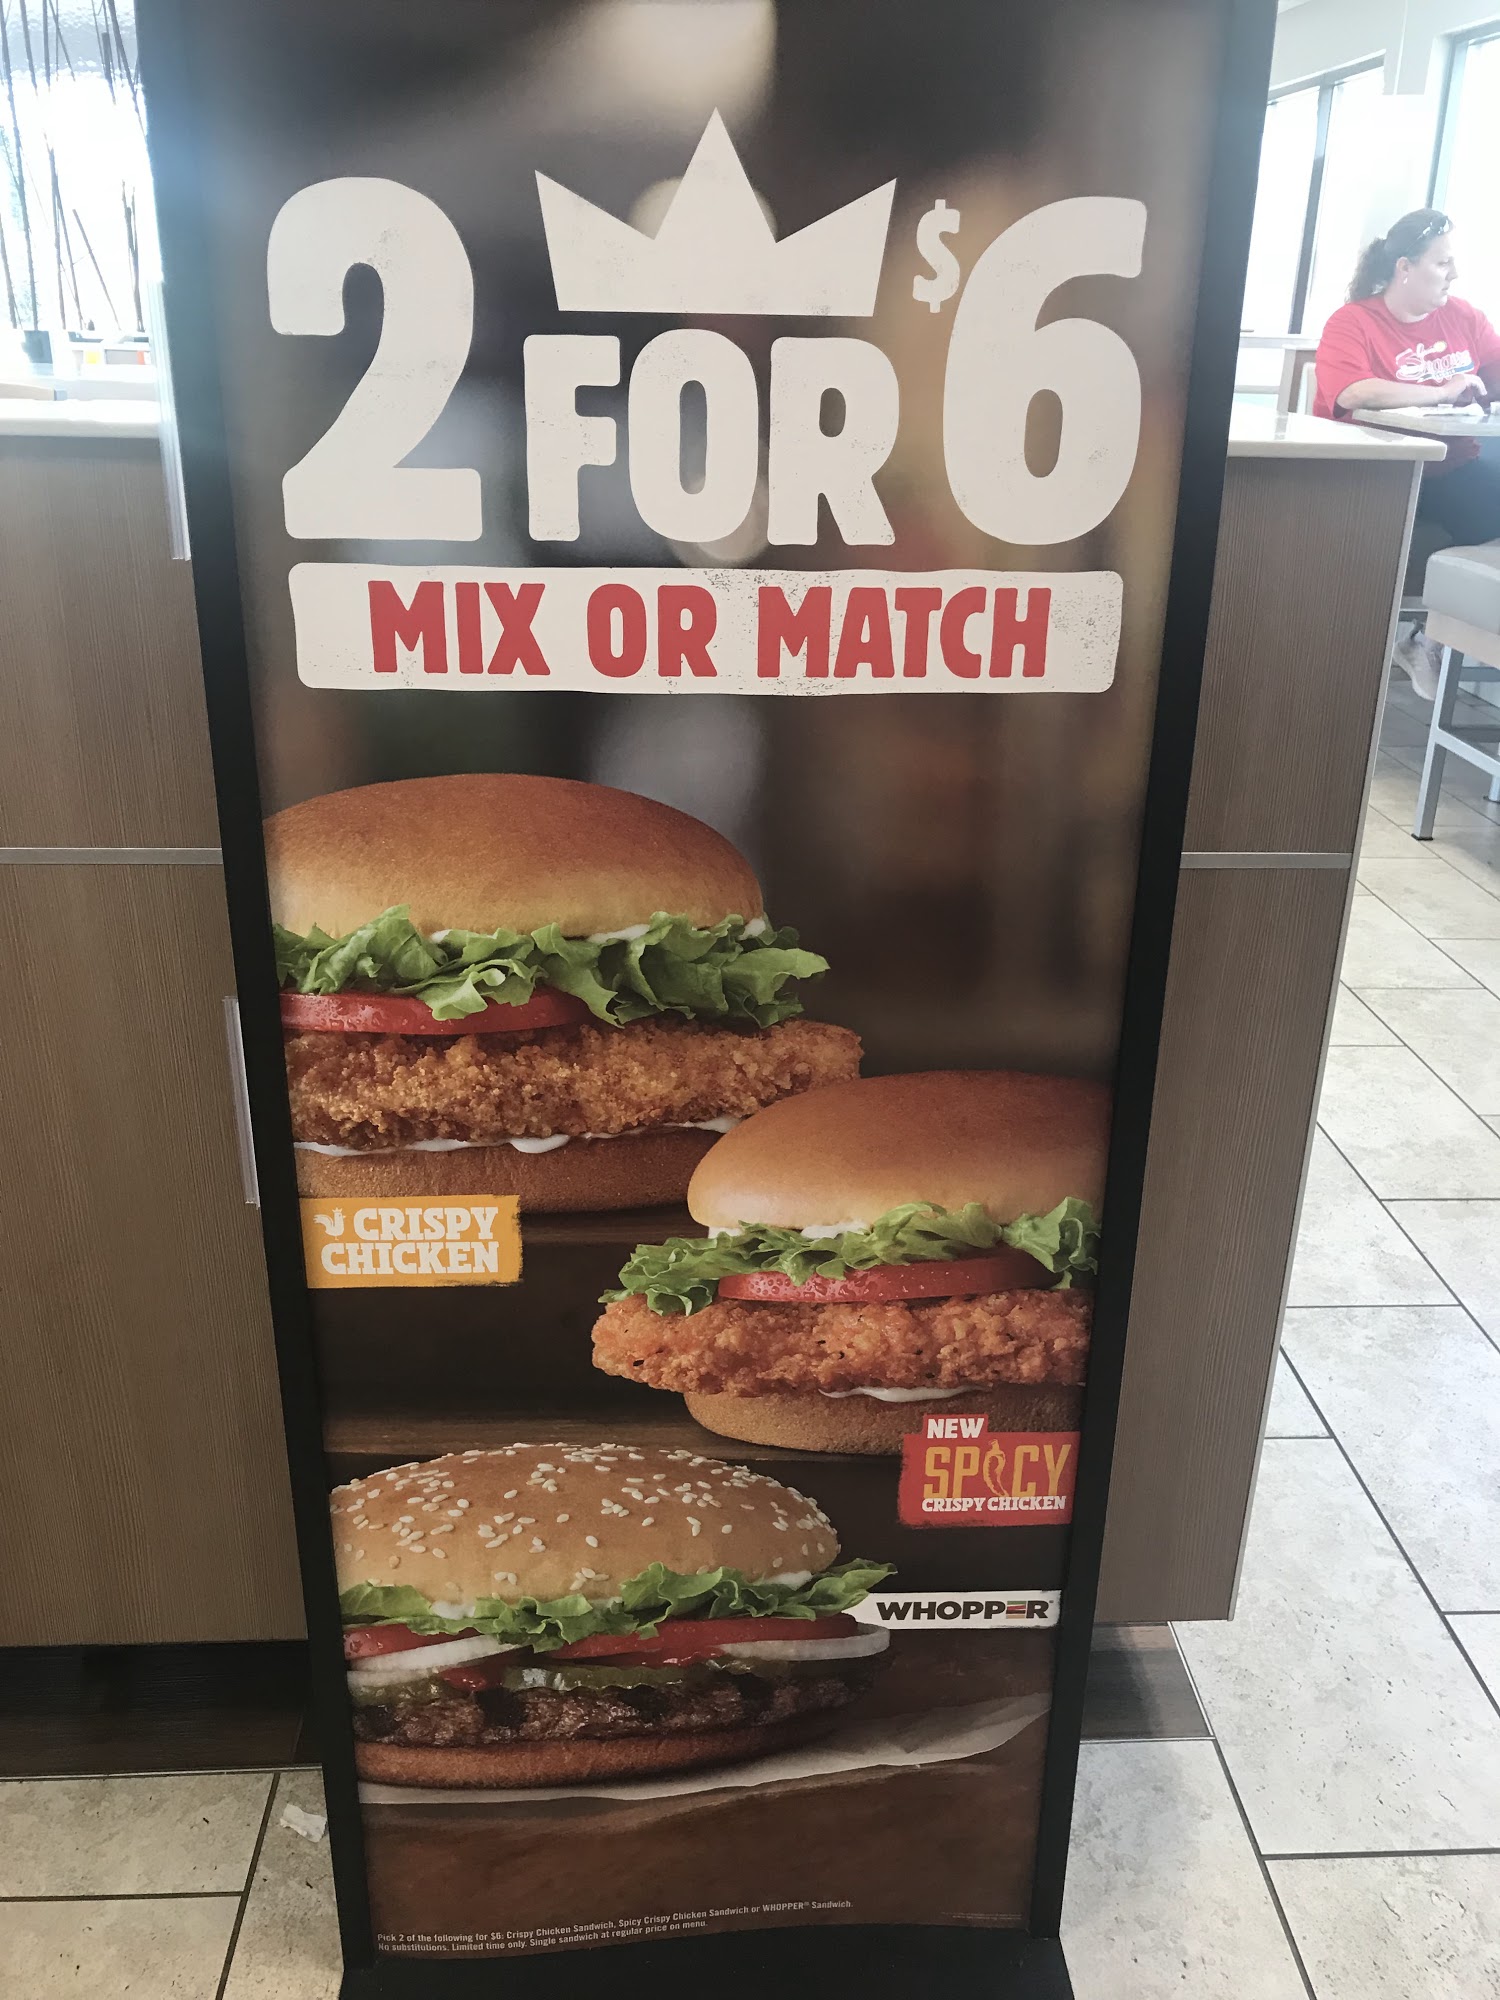 2 FOR $6
MIX OR MATCH
CRISPY
CHICKEN
NEW
SPICY
CRISPY CHICKEN
WHOPPER®
Pick 2 of the following for $6: Crispy Chicken Sandwich, Spicy Crispy Chicken Sandwich or WHOPPER® Sandwich.
No substitutions. Limited time only. Single sandwich at regular price on menu.